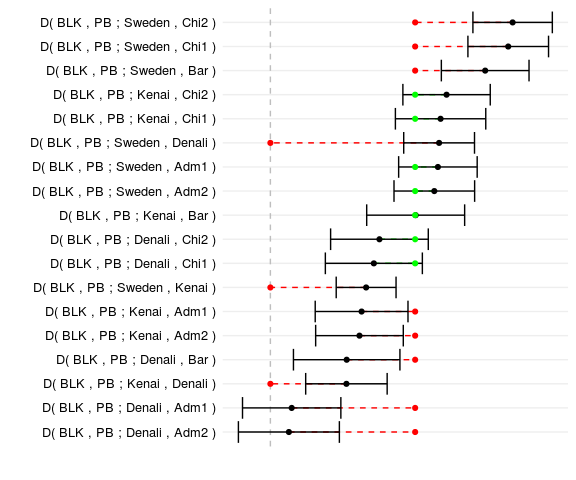 D( BLK , PB ; Sweden , Chi2 )
D( BLK , PB ; Sweden , Chi1 )
D( BLK , PB ; Sweden , Bar )
D( BLK , PB ; Kenai , Chi2 )
D( BLK , PB ; Kenai , Chi1 )
D( BLK , PB ; Sweden , Denali )
D( BLK , PB ; Sweden , Adm1 )
D( BLK , PB ; Sweden , Adm2 )
D( BLK , PB ; Kenai , Bar )
D( BLK , PB ; Denali , Chi2 )
D( BLK , PB ; Denali , Chi1 )
D( BLK , PB ; Sweden , Kenai )
D( BLK , PB ; Kenai , Adm1 )
D( BLK , PB ; Kenai , Adm2 )
D( BLK , PB ; Denali , Bar )
D( BLK , PB ; Kenai , Denali )
D( BLK , PB ; Denali , Adm1 )
D( BLK , PB ; Denali , Adm2 )